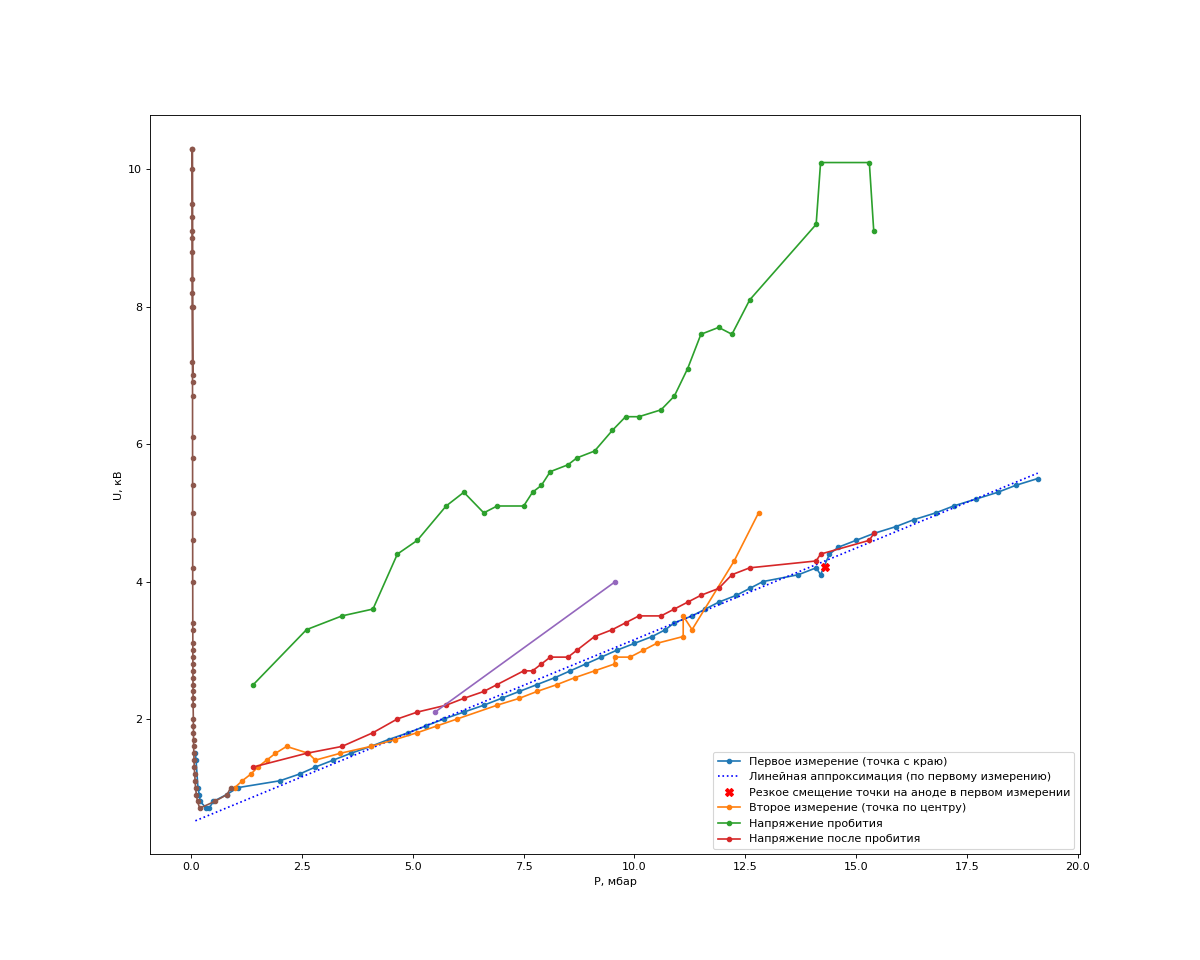 10
8
6
4
2
U, кВ
0.0 2.5 5.0 7.5 10.0 12.5 15.0 17.5 20.0
P, мбар
Первое измерение (точка с краю)
Линейная аппроксимация (по первому измерению)
Резкое смещение точки на аноде в первом измерении
Второе измерение (точка по центру)
Напряжение пробития
Напряжение после пробития